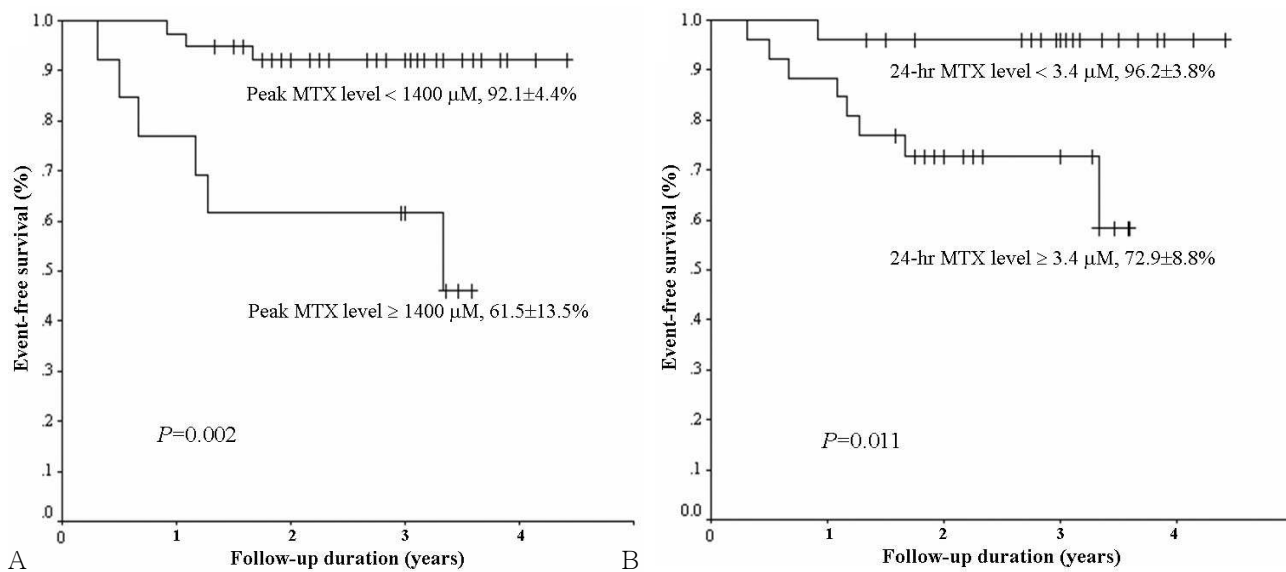 1.0
.9
.8
.7
.6
.5
.4
.3
.2
.1
.0
Event-free survival (%)
Peak MTX level < 1400 μM, 92.1±4.4%
Peak MTX level ≥ 1400 μM, 61.5±13.5%
P=0.002
0 1 2 3 4
Follow-up duration (years)
A
1.0
.9
.8
.7
.6
.5
.4
.3
.2
.1
0.0
Event-free survival (%)
24-hr MTX level < 3.4 μM, 96.2±3.8%
24-hr MTX level ≥ 3.4 μM, 72.9±8.8%
P=0.011
0 1 2 3 4
Follow-up duration (years)
B